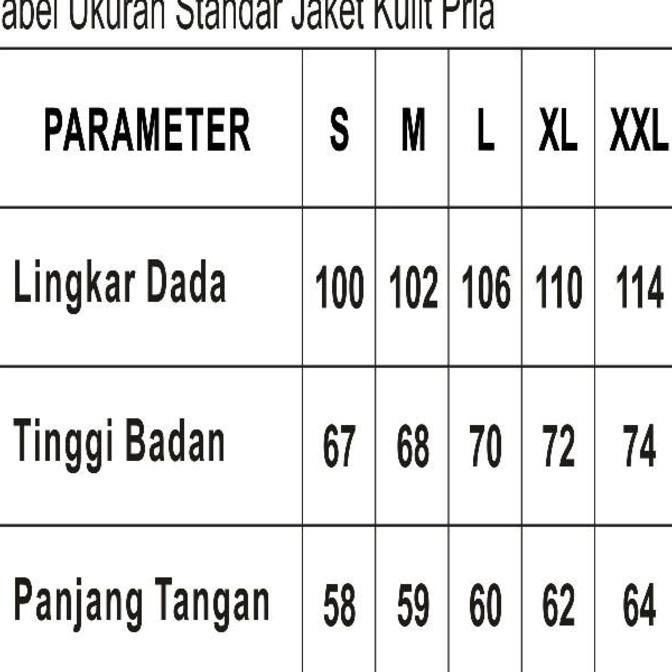 abel Ukuran Standar Jaket Kulit Pria
PARAMETER S M L XL XXL
Lingkar Dada 100 102 106 110 114
Tinggi Badan 67 68 70 72 74
Panjang Tangan 58 59 60 62 64